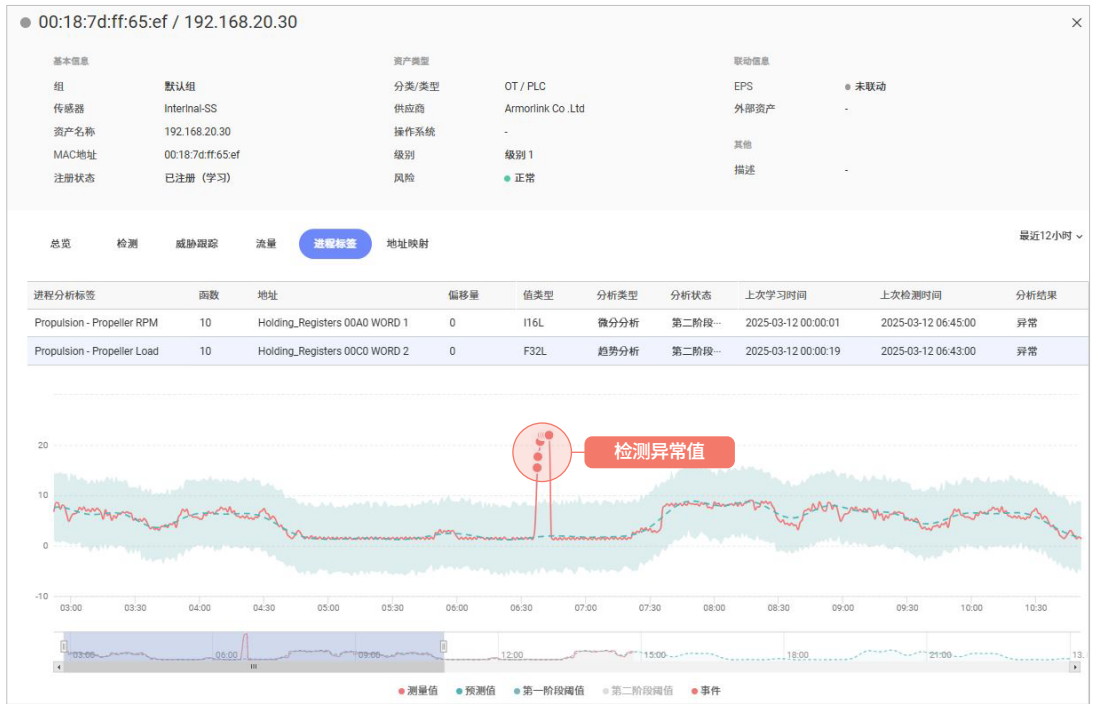 00:18:7d:ff:65:ef / 192.168.20.30
基本信息 资产类型 联动信息
组 默认组 分类/类型 OT / PLC EPS 未联动
传感器 Interlnal-SS 供应商 Armorlink Co .Ltd 外部资产 -
资产名称 192.168.20.30 操作系统 -
其他
MAC地址 00:18:7d:ff:65:ef 级别 级别 1
描述 -
注册状态 已注册（学习） 风险 正常
总览 检测 威胁跟踪 流量 进程标签 地址映射 最近12小时
进程分析标签 函数 地址 偏移量 值类型 分析类型 分析状态 上次学习时间 上次检测时间 分析结果
Propulsion - Propeller RPM 10 Holding_Registers 00A0 WORD 1 0 I16L 微分分析 第二阶段··· 2025-03-12 00:00:01 2025-03-12 06:45:00 异常
Propulsion - Propeller Load 10 Holding_Registers 00C0 WORD 2 0 F32L 趋势分析 第二阶段··· 2025-03-12 00:00:19 2025-03-12 06:43:00 异常
检测异常值
20
10
0
-10
03:00 03:30 04:00 04:30 05:00 05:30 06:00 06:30 07:00 07:30 08:00 08:30 09:00 09:30 10:00 10:30
03:00 06:00 09:00 12:00 15:00 18:00 21:00 13.
测量值 预测值 第一阶段阈值 第二阶段阈值 事件